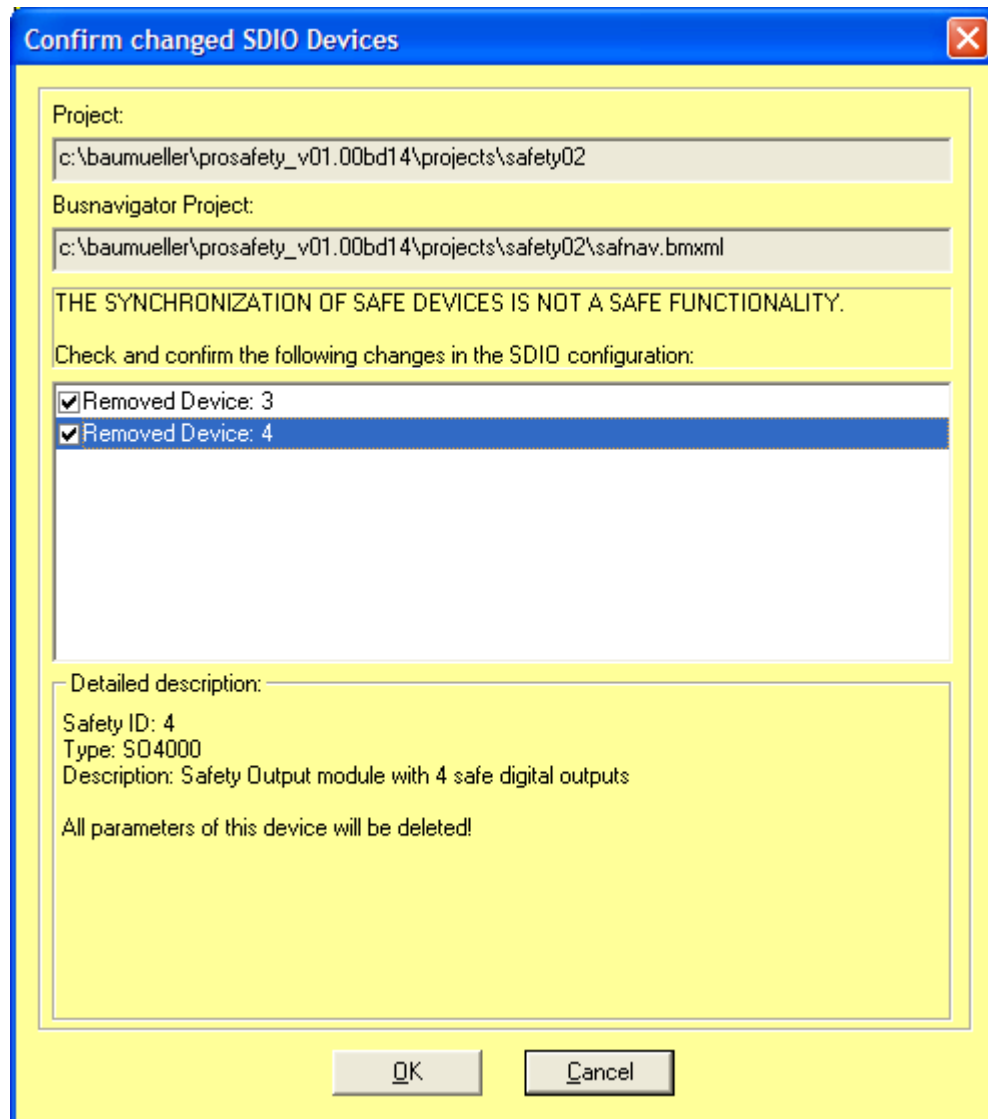 Confirm changed SDIO Devices
Project:
c:\baumueller\prosafety_v01.00bd14\projects\safety02
Busnavigator Project:
c:\baumueller\prosafety_v01.00bd14\projects\safety02\safnav.bmxml
THE SYNCHRONIZATION OF SAFE DEVICES IS NOT A SAFE FUNCTIONALITY.
Check and confirm the following changes in the SDIO configuration:
Removed Device: 3
Removed Device: 4
Detailed description:
Safety ID: 4
Type: SO4000
Description: Safety Output module with 4 safe digital outputs
All parameters of this device will be deleted!
OK
Cancel